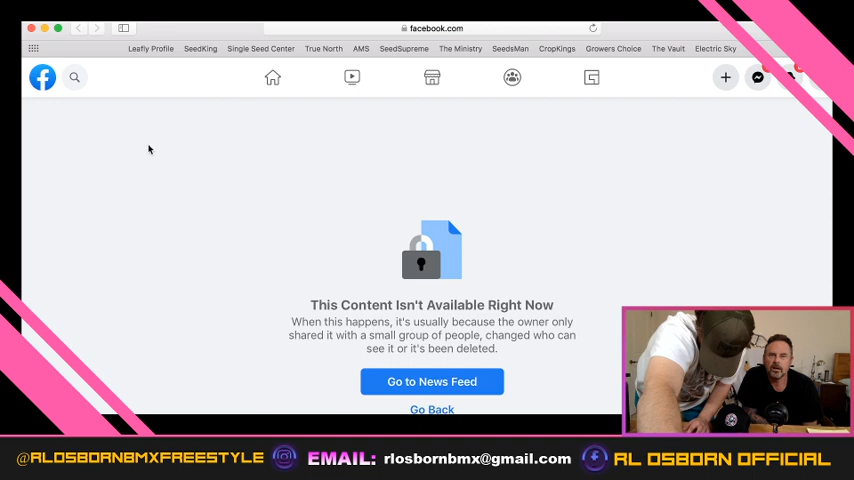 facebook.com
Leafly Profile SeedKing Single Seed Center True North AMS SeedSupreme The Ministry SeedsMan CropKings Growers Choice The Vault Electric Sky
This Content Isn't Available Right Now
When this happens, it's usually because the owner only
shared it with a small group of people, changed who can
see it or it's been deleted.
Go to News Feed
Go Back
@RLOSBORNBMXFREESTYLE EMAIL: rlosbornbmx@gmail.com RL OSBORN OFFICIAL